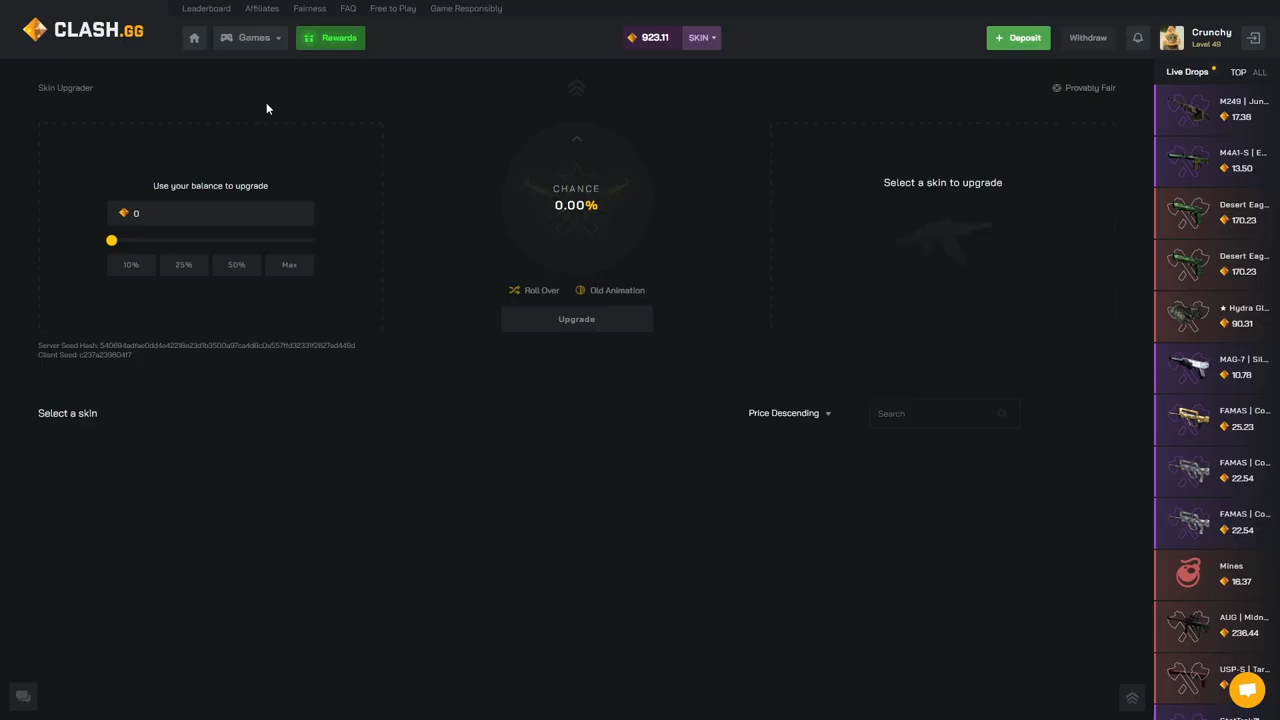 Leaderboard Affiliates Fairness FAQ Free to Play Game Responsibly
CLASH.GG
Games
Rewards
923.11
SKIN
Deposit
Withdraw
Crunchy
Level 49
Live Drops
TOP
ALL
Skin Upgrader
Provably Fair
Use your balance to upgrade
0
10%
25%
50%
Max
CHANCE
0.00%
Roll Over
Old Animation
Upgrade
Select a skin to upgrade
Client Seed: c237a239604f7
Select a skin
Price Descending
Search
M249 | Jun...
17.38
M4A1-S | E...
13.50
Desert Eag...
170.23
Desert Eag...
170.23
★ Hydra Gl...
90.31
MAG-7 | Sil...
10.78
FAMAS | Co...
25.23
FAMAS | Co...
22.54
FAMAS | Co...
22.54
Mines
16.37
AUG | Midn...
236.44
USP-S | Tar...